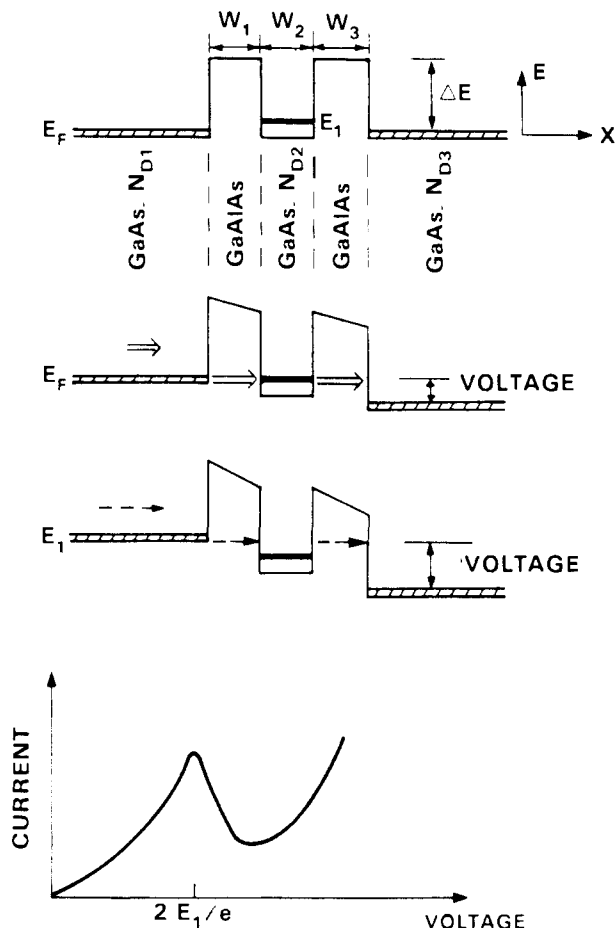 W1 W2 W3
E
ΔE
EF
E1
X
GaAs- ND1
GaAlAs
GaAs- ND2
GaAlAs
GaAs- ND3
EF
VOLTAGE
E1
VOLTAGE
CURRENT
2 E1/e
VOLTAGE